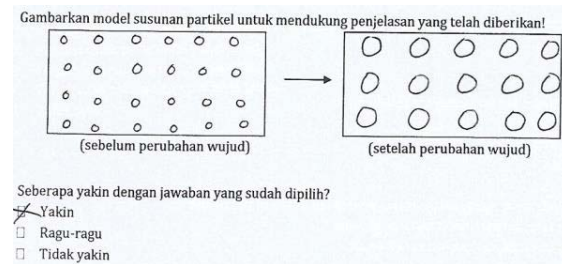 Gambarkan model susunan partikel untuk mendukung penjelasan yang telah diberikan!
(sebelum perubahan wujud)
(setelah perubahan wujud)
Seberapa yakin dengan jawaban yang sudah dipilih?
Yakin
Ragu-ragu
Tidak yakin